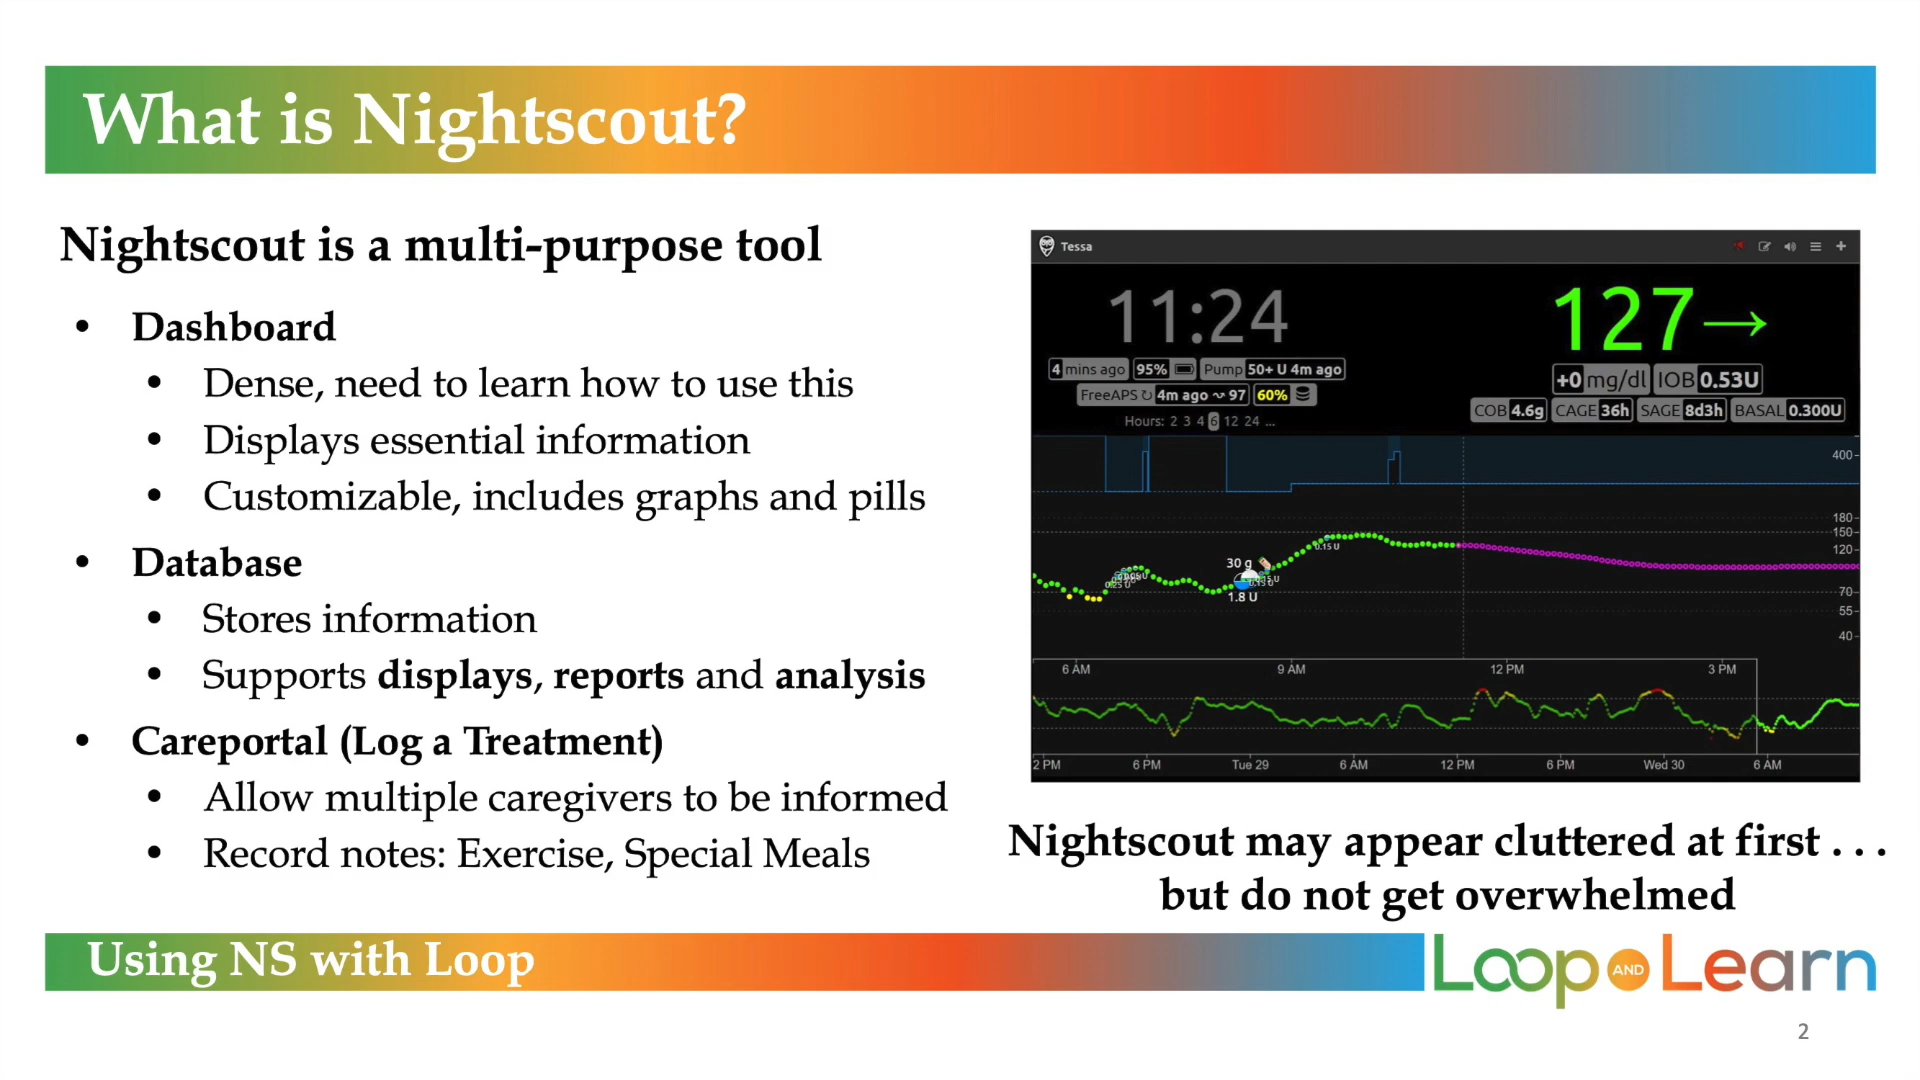 What is Nightscout?
Nightscout is a multi-purpose tool
• Dashboard
• Dense, need to learn how to use this
• Displays essential information
• Customizable, includes graphs and pills
• Database
• Stores information
• Supports displays, reports and analysis
• Careportal (Log a Treatment)
• Allow multiple caregivers to be informed
• Record notes: Exercise, Special Meals
Tessa
11:24
4 mins ago 95% Pump 50+ U 4m ago
FreeAPS ↻ 4m ago ↝ 97 60%
Hours: 2 3 4 6 12 24 ...
127→
+0 mg/dl IOB 0.53U
COB 4.6g CAGE 36h SAGE 8d3h BASAL 0.300U
400
180
150
120
70
55
40
0.15 U
30 g
1.8 U
6 AM 9 AM 12 PM 3 PM
2 PM 6 PM Tue 29 6 AM 12 PM 6 PM Wed 30 6 AM
Nightscout may appear cluttered at first . . .
but do not get overwhelmed
Using NS with Loop
Loop AND Learn
2